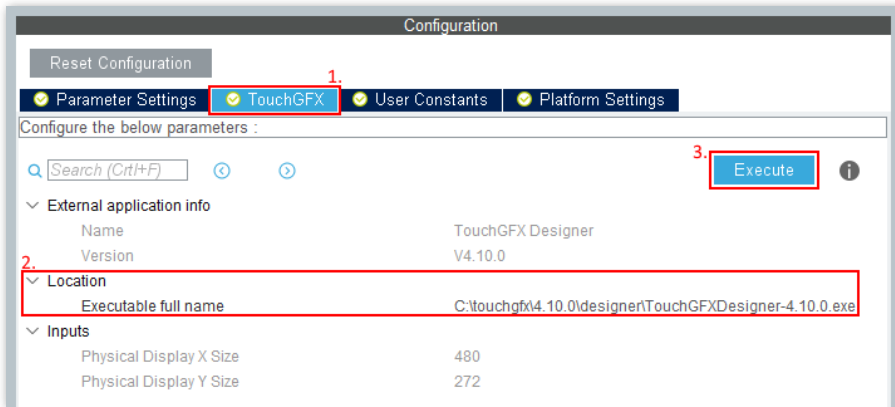 Configuration
Reset Configuration
1.
Parameter Settings TouchGFX User Constants Platform Settings
Configure the below parameters :
Search (Crtl+F)
3.
Execute
External application info
Name TouchGFX Designer
Version V4.10.0
2.
Location
Executable full name C:\touchgfx\4.10.0\designer\TouchGFXDesigner-4.10.0.exe
Inputs
Physical Display X Size 480
Physical Display Y Size 272